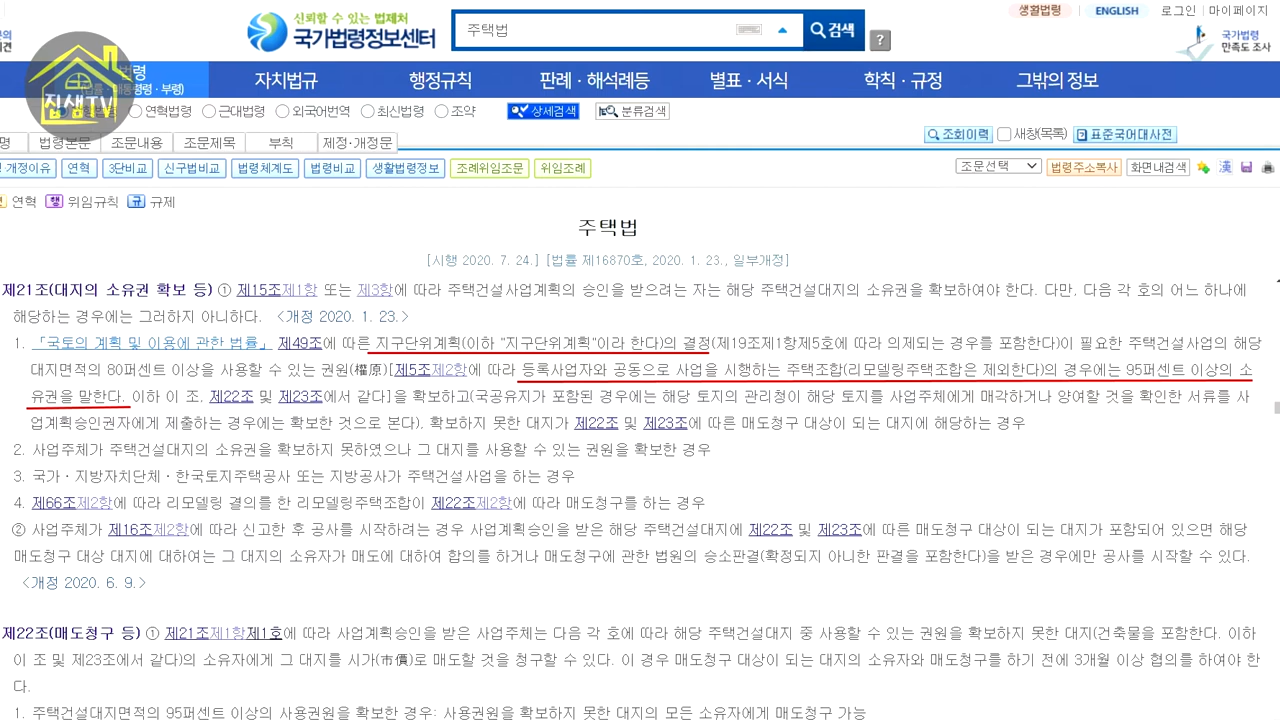 신뢰할 수 있는 법제처
국가법령정보센터
주택법
검색
?
생활법령 | ENGLISH 로그인 | 마이페이지
국가법령
만족도 조사
집샘TV
법령
자치법규 행정규칙 판례·해석례등 별표·서식 학칙·규정 그밖의 정보
연혁법령 근대법령 외국어번역 최신법령 조약 상세검색 분류검색
명 법령본문 조문내용 조문제목 부칙 제정·개정문
조회이력 새창(목록) 표준국어대사전
개정이유 연혁 3단비교 신구법비교 법령체계도 법령비교 생활법령정보 조례위임조문 위임조례
조문선택 법령주소복사 화면내검색 漢
연혁 행 위임규칙 규 규제
주택법
[시행 2020. 7. 24.] [법률 제16870호, 2020. 1. 23., 일부개정]
제21조(대지의 소유권 확보 등) ① 제15조제1항 또는 제3항에 따라 주택건설사업계획의 승인을 받으려는 자는 해당 주택건설대지의 소유권을 확보하여야 한다. 다만, 다음 각 호의 어느 하나에
해당하는 경우에는 그러하지 아니하다. <개정 2020. 1. 23.>
1. 「국토의 계획 및 이용에 관한 법률」 제49조에 따른 지구단위계획(이하 "지구단위계획"이라 한다)의 결정(제19조제1항제5호에 따라 의제되는 경우를 포함한다)이 필요한 주택건설사업의 해당
대지면적의 80퍼센트 이상을 사용할 수 있는 권원(權原)[제5조제2항에 따라 등록사업자와 공동으로 사업을 시행하는 주택조합(리모델링주택조합은 제외한다)의 경우에는 95퍼센트 이상의 소
유권을 말한다. 이하 이 조, 제22조 및 제23조에서 같다]을 확보하고(국공유지가 포함된 경우에는 해당 토지의 관리청이 해당 토지를 사업주체에게 매각하거나 양여할 것을 확인한 서류를 사
업계획승인권자에게 제출하는 경우에는 확보한 것으로 본다), 확보하지 못한 대지가 제22조 및 제23조에 따른 매도청구 대상이 되는 대지에 해당하는 경우
2. 사업주체가 주택건설대지의 소유권을 확보하지 못하였으나 그 대지를 사용할 수 있는 권원을 확보한 경우
3. 국가·지방자치단체·한국토지주택공사 또는 지방공사가 주택건설사업을 하는 경우
4. 제66조제2항에 따라 리모델링 결의를 한 리모델링주택조합이 제22조제2항에 따라 매도청구를 하는 경우
② 사업주체가 제16조제2항에 따라 신고한 후 공사를 시작하려는 경우 사업계획승인을 받은 해당 주택건설대지에 제22조 및 제23조에 따른 매도청구 대상이 되는 대지가 포함되어 있으면 해당
매도청구 대상 대지에 대하여는 그 대지의 소유자가 매도에 대하여 합의를 하거나 매도청구에 관한 법원의 승소판결(확정되지 아니한 판결을 포함한다)을 받은 경우에만 공사를 시작할 수 있다.
<개정 2020. 6. 9.>
제22조(매도청구 등) ① 제21조제1항제1호에 따라 사업계획승인을 받은 사업주체는 다음 각 호에 따라 해당 주택건설대지 중 사용할 수 있는 권원을 확보하지 못한 대지(건축물을 포함한다. 이하
이 조 및 제23조에서 같다)의 소유자에게 그 대지를 시가(市價)로 매도할 것을 청구할 수 있다. 이 경우 매도청구 대상이 되는 대지의 소유자와 매도청구를 하기 전에 3개월 이상 협의를 하여야 한
다.
1. 주택건설대지면적의 95퍼센트 이상의 사용권원을 확보한 경우: 사용권원을 확보하지 못한 대지의 모든 소유자에게 매도청구 가능